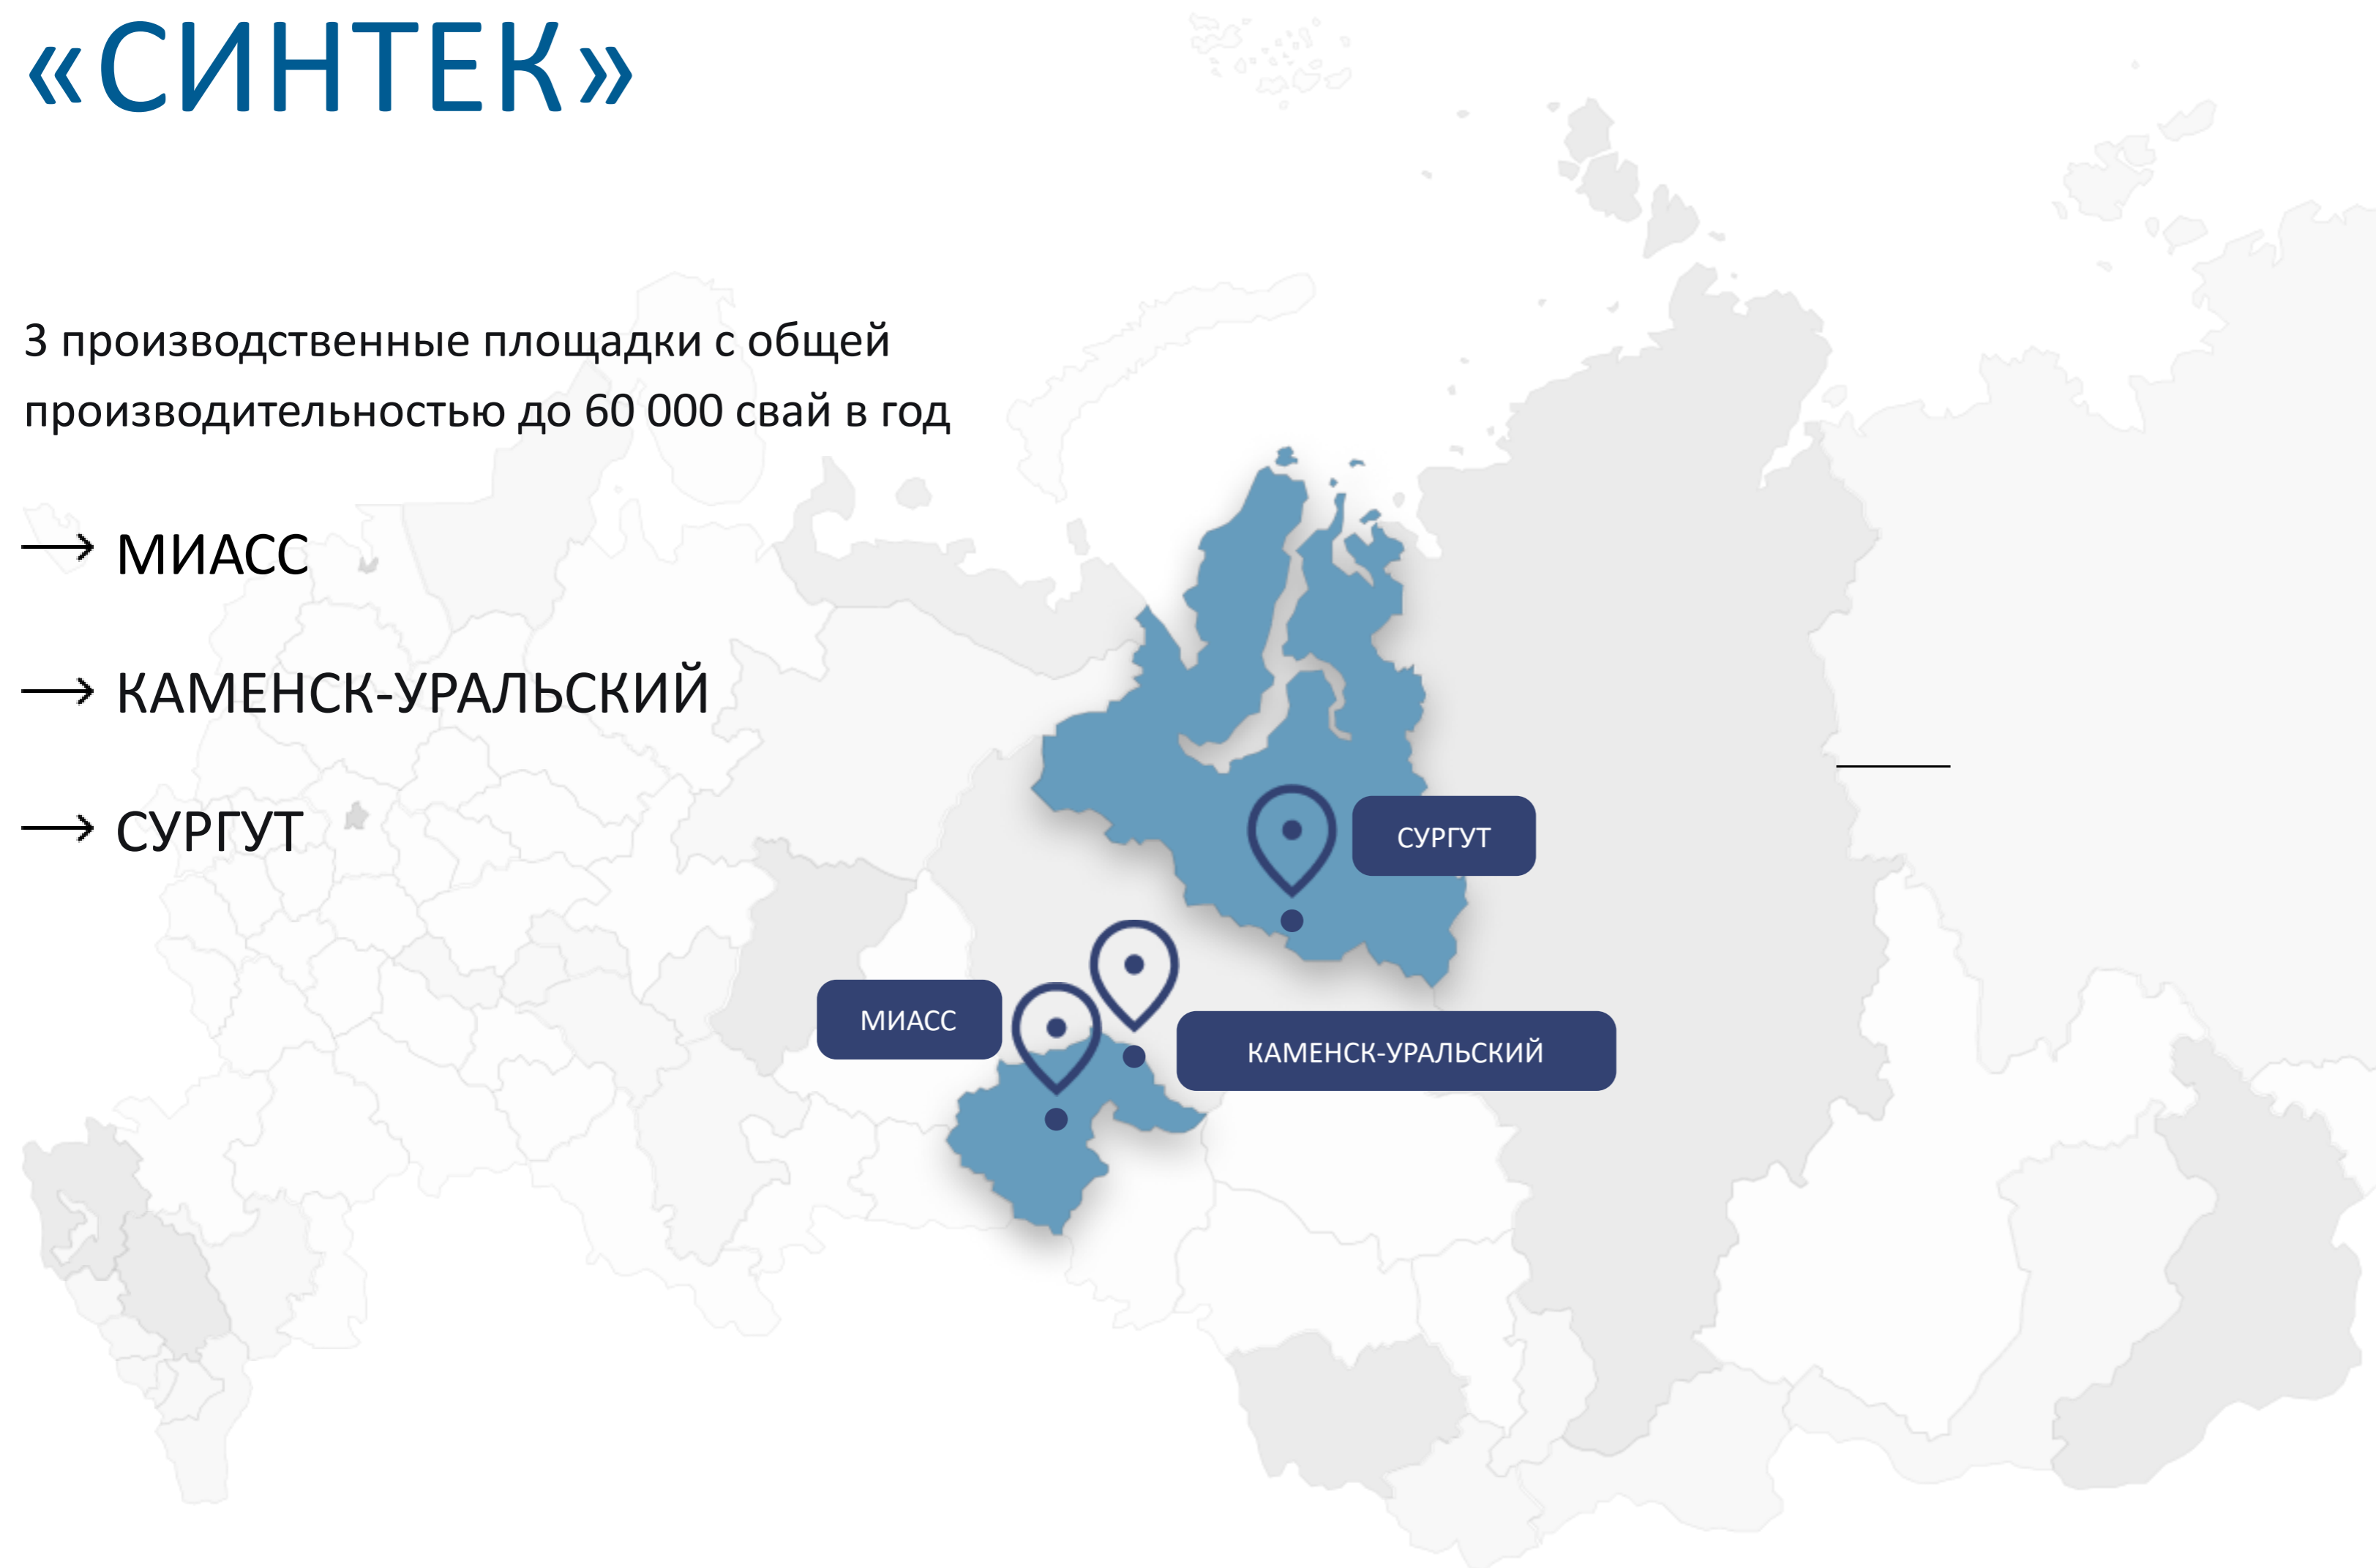 «СИНТЕК»
3 производственные площадки с общей
производительностью до 60 000 свай в год
МИАСС
КАМЕНСК-УРАЛЬСКИЙ
СУРГУТ
СУРГУТ
МИАСС
КАМЕНСК-УРАЛЬСКИЙ